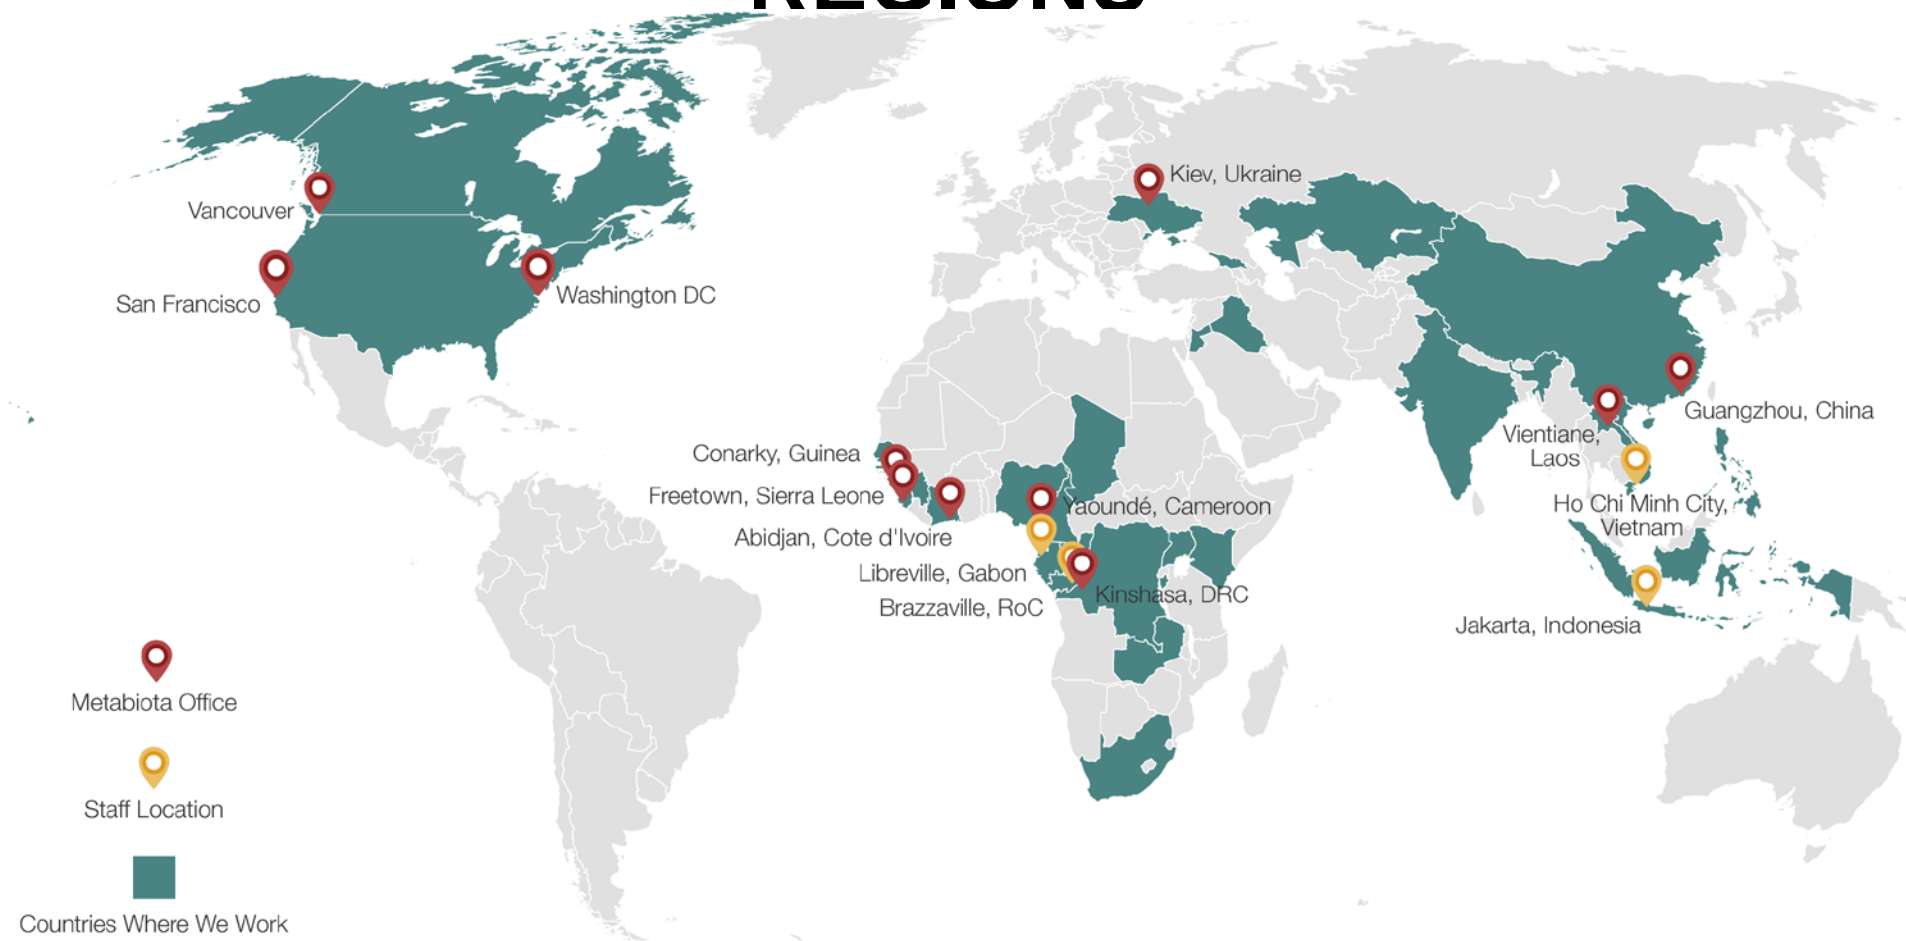 REGIONS
Kiev, Ukraine
Vancouver
San Francisco
Washington DC
Guangzhou, China
Vientiane,
Laos
Conarky, Guinea
Freetown, Sierra Leone
Yaoundé, Cameroon
Ho Chi Minh City,
Vietnam
Abidjan, Cote d'Ivoire
Libreville, Gabon
Kinshasa, DRC
Brazzaville, RoC
Jakarta, Indonesia
Metabiota Office
Staff Location
Countries Where We Work